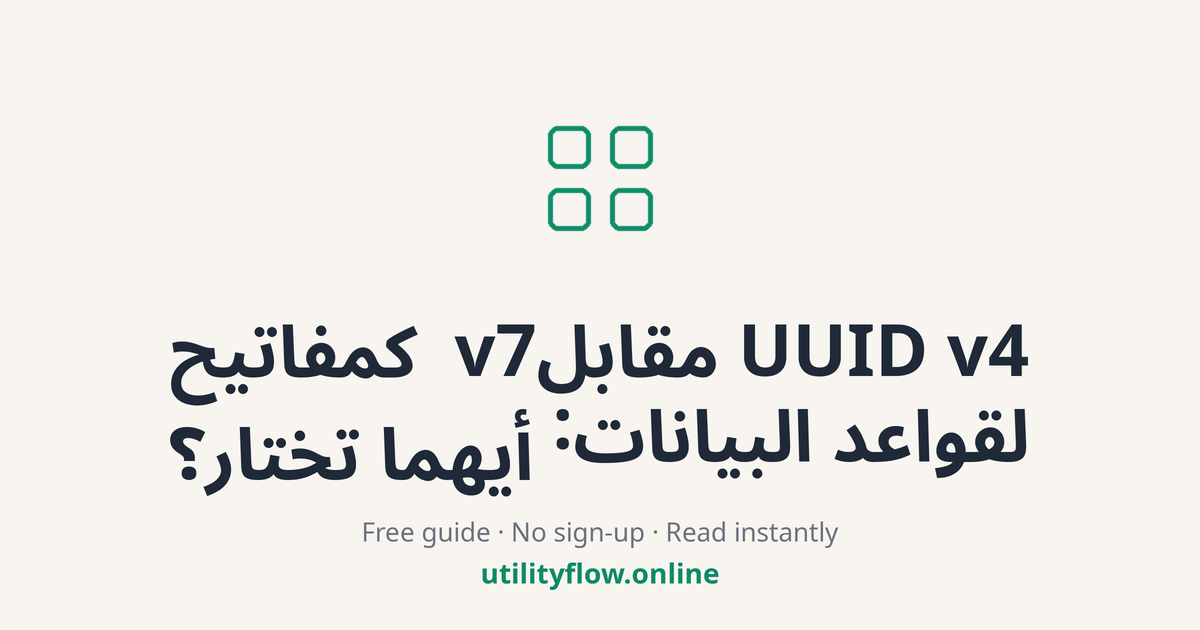 UUID v4 مقابل v7 كمفاتيح
لقواعد البيانات: أيهما تختار؟
Free guide · No sign-up · Read instantly
utilityflow.online